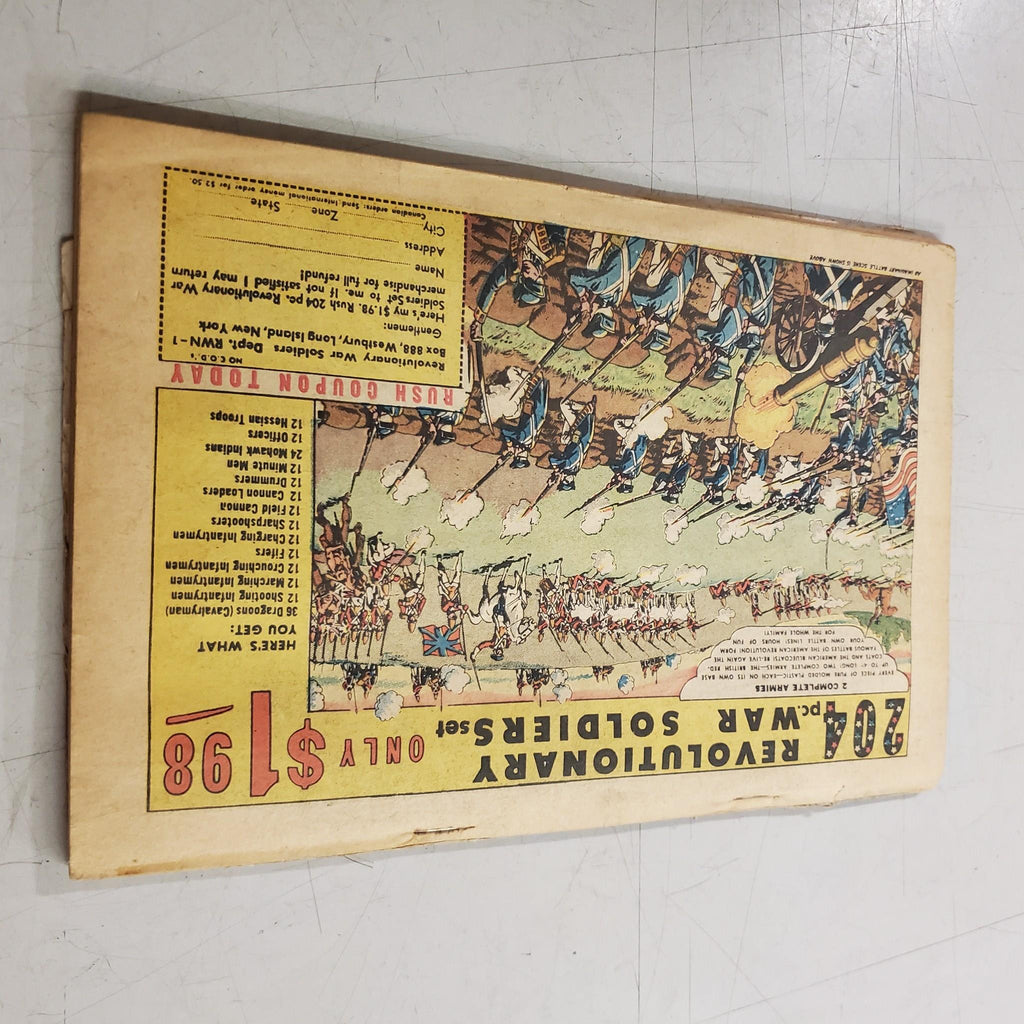 204 pc. REVOLUTIONARY
WAR SOLDIERS set
ONLY $1 98
2 COMPLETE ARMIES
EVERY PIECE OF PURE MOLDED PLASTIC—EACH ON ITS OWN BASE
UP TO 4" LONG! TWO COMPLETE ARMIES—THE BRITISH RED-
COATS AND THE AMERICAN BLUECOATS! RE-LIVE AGAIN THE
FAMOUS BATTLES OF THE AMERICAN REVOLUTION! FORM
YOUR OWN BATTLE LINES! HOURS OF FUN
FOR THE WHOLE FAMILY!
HERE'S WHAT
YOU GET:
36 Dragoons (Cavalryman)
12 Shooting Infantrymen
12 Marching Infantrymen
12 Crouching Infantrymen
12 Fifers
12 Charging Infantrymen
12 Sharpshooters
12 Field Cannon
12 Cannon Loaders
12 Drummers
12 Minute Men
24 Mohawk Indians
12 Officers
12 Hessian Troops
RUSH COUPON TODAY
NO C.O.D.'s
Revolutionary War Soldiers Dept. RWN-1
Box 888, Westbury, Long Island, New York
Gentlemen:
Here's my $1.98. Rush 204 pc. Revolutionary War
Soldiers Set to me. If not satisfied I may return
merchandise for full refund!
Name
Address
City Zone State
Canadian orders: Send International money order for $2.50.
AN IMAGINARY BATTLE SCENE IS SHOWN ABOVE